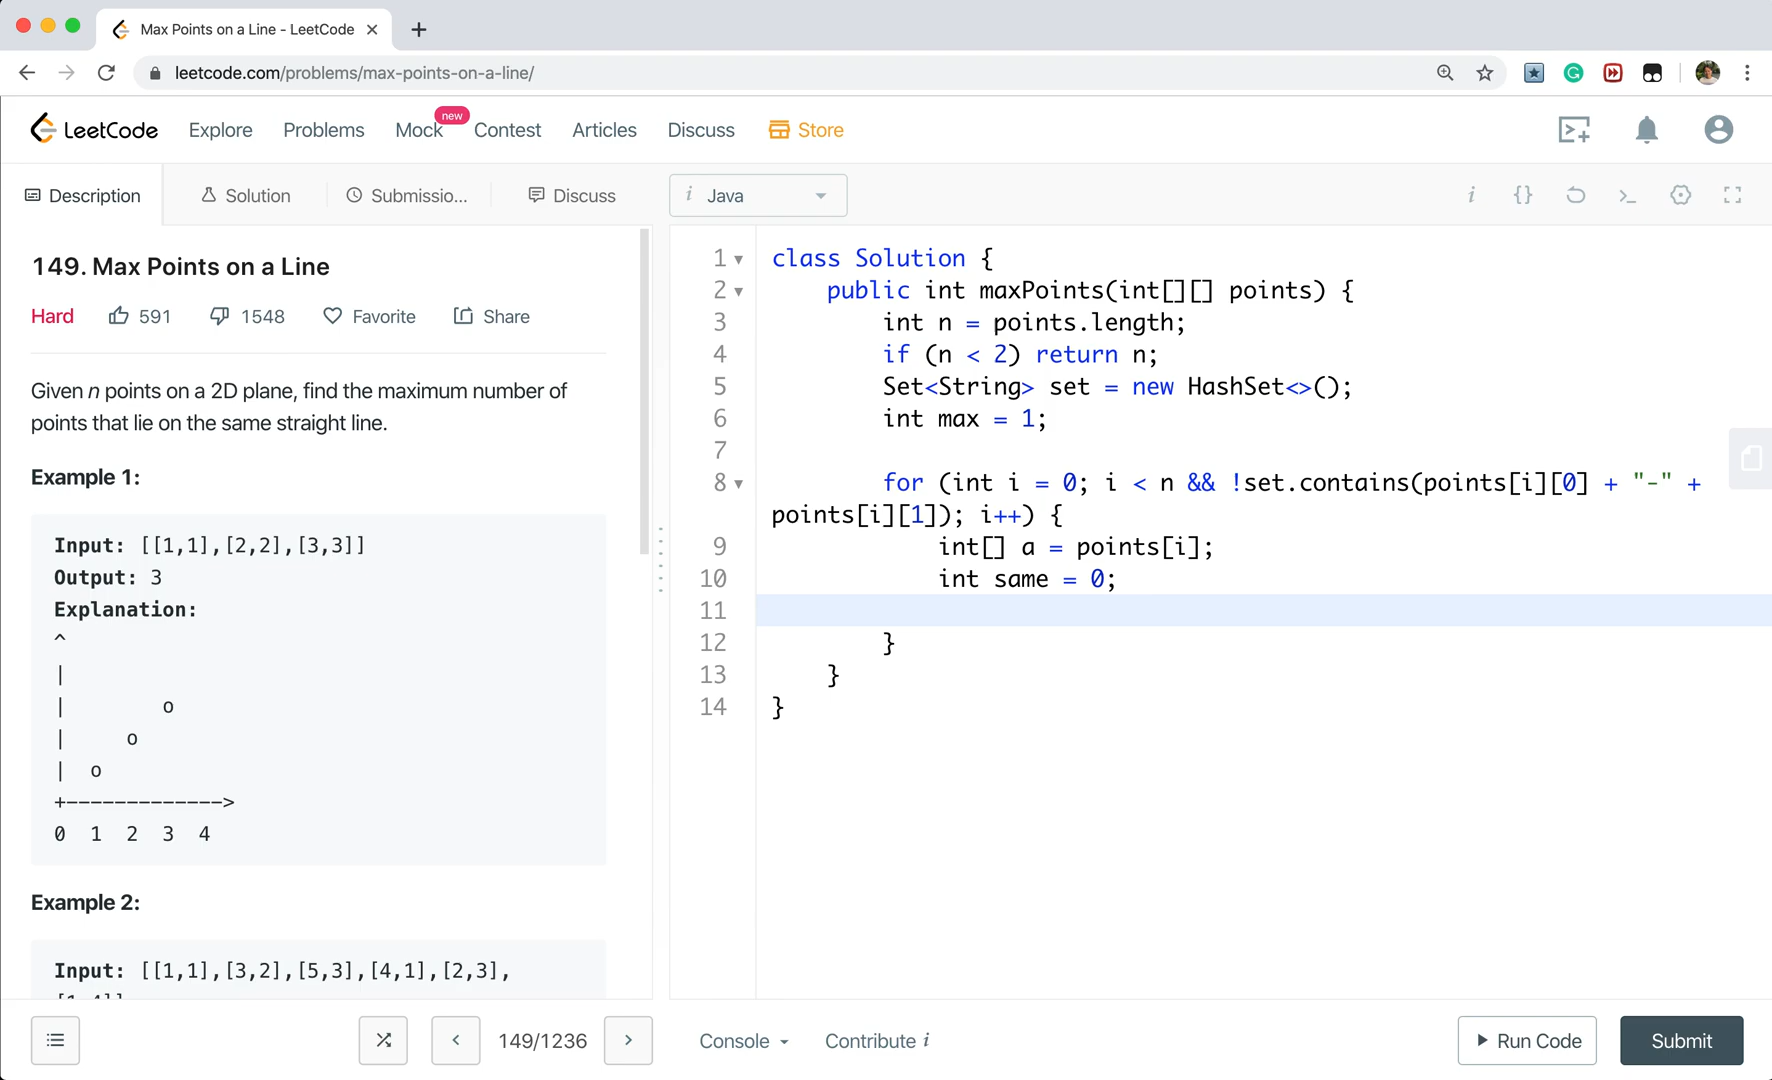 Max Points on a Line - LeetCode
leetcode.com/problems/max-points-on-a-line/
LeetCode
Explore
Problems
Mock
new
Contest
Articles
Discuss
Store
Description
Solution
Submissio...
Discuss
i Java
149. Max Points on a Line
Hard
591
1548
Favorite
Share
Given n points on a 2D plane, find the maximum number of
points that lie on the same straight line.
Example 1:
Input: [[1,1],[2,2],[3,3]]
Output: 3
Explanation:
^
|
|        o
|     o
|  o
+------------->
0  1  2  3  4
Example 2:
Input: [[1,1],[3,2],[5,3],[4,1],[2,3],
1 class Solution {
2 public int maxPoints(int[][] points) {
3 int n = points.length;
4 if (n < 2) return n;
5 Set<String> set = new HashSet<>();
6 int max = 1;
7
8 for (int i = 0; i < n && !set.contains(points[i][0] + "-" +
points[i][1]); i++) {
9 int[] a = points[i];
10 int same = 0;
11
12 }
13 }
14 }
149/1236
Console
Contribute i
Run Code
Submit